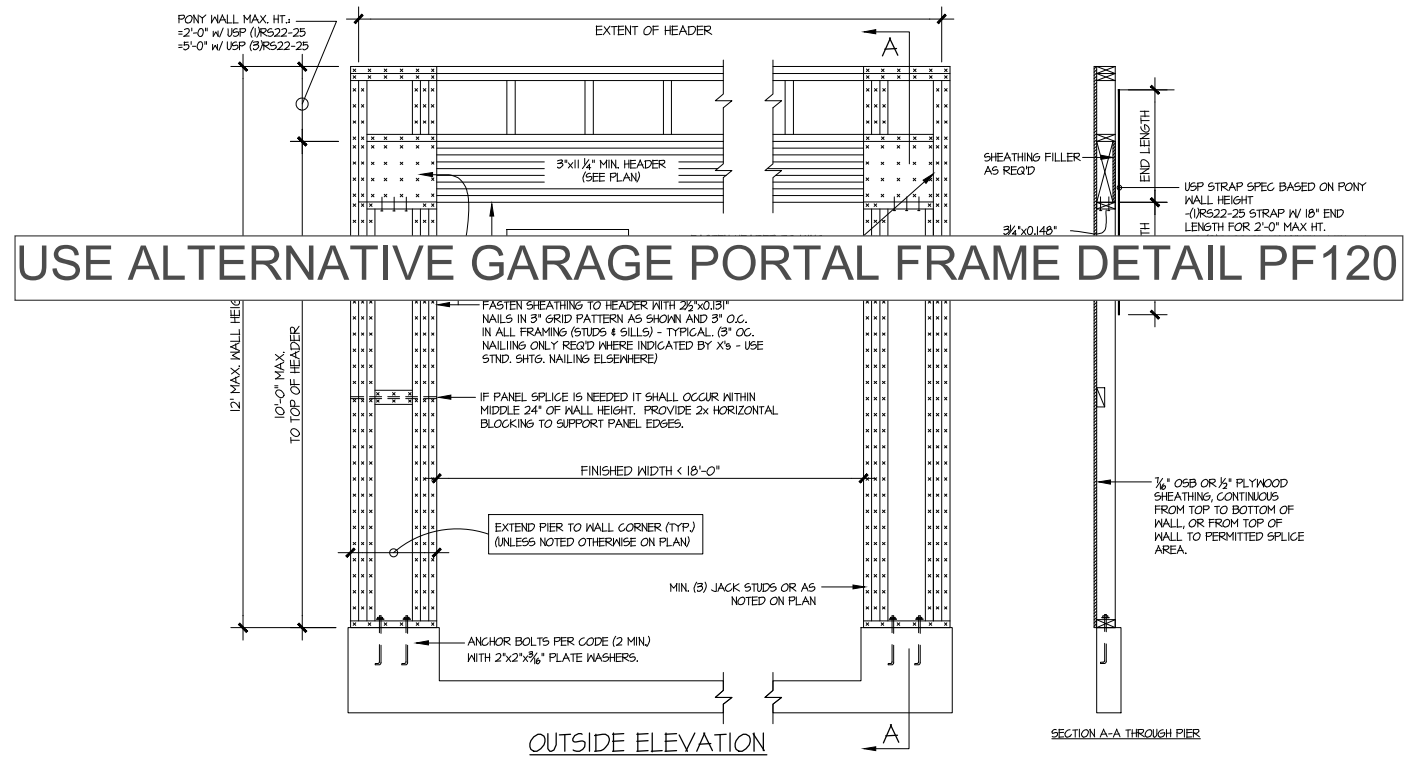 PONY WALL MAX. HT.:
=2'-0" W/ USP (1)RS22-25
=5'-0" W/ USP (3)RS22-25
EXTENT OF HEADER
A
3"x11 1/4" MIN. HEADER
(SEE PLAN)
SHEATHING FILLER
AS REQ'D
END LENGTH
USP STRAP SPEC BASED ON PONY
WALL HEIGHT
-(1)RS22-25 STRAP W/ 18" END
LENGTH FOR 2'-0" MAX HT.
3 1/4"x0.148"
USE ALTERNATIVE GARAGE PORTAL FRAME DETAIL PF120
FASTEN SHEATHING TO HEADER WITH 2 1/2"x0.131"
NAILS IN 3" GRID PATTERN AS SHOWN AND 3" O.C.
IN ALL FRAMING (STUDS & SILLS) - TYPICAL. (3" OC.
NAILING ONLY REQ'D WHERE INDICATED BY X's - USE
STND. SHTG. NAILING ELSEWHERE)
12' MAX. WALL
10'-0" MAX.
TO TOP OF HEADER
IF PANEL SPLICE IS NEEDED IT SHALL OCCUR WITHIN
MIDDLE 24" OF WALL HEIGHT. PROVIDE 2x HORIZONTAL
BLOCKING TO SUPPORT PANEL EDGES.
FINISHED WIDTH < 18'-0"
7/16" OSB OR 1/2" PLYWOOD
SHEATHING, CONTINUOUS
FROM TOP TO BOTTOM OF
WALL, OR FROM TOP OF
WALL TO PERMITTED SPLICE
AREA.
EXTEND PIER TO WALL CORNER (TYP.)
(UNLESS NOTED OTHERWISE ON PLAN)
MIN. (3) JACK STUDS OR AS
NOTED ON PLAN
ANCHOR BOLTS PER CODE (2 MIN.)
WITH 2"x2"x3/16" PLATE WASHERS.
A
OUTSIDE ELEVATION
SECTION A-A THROUGH PIER